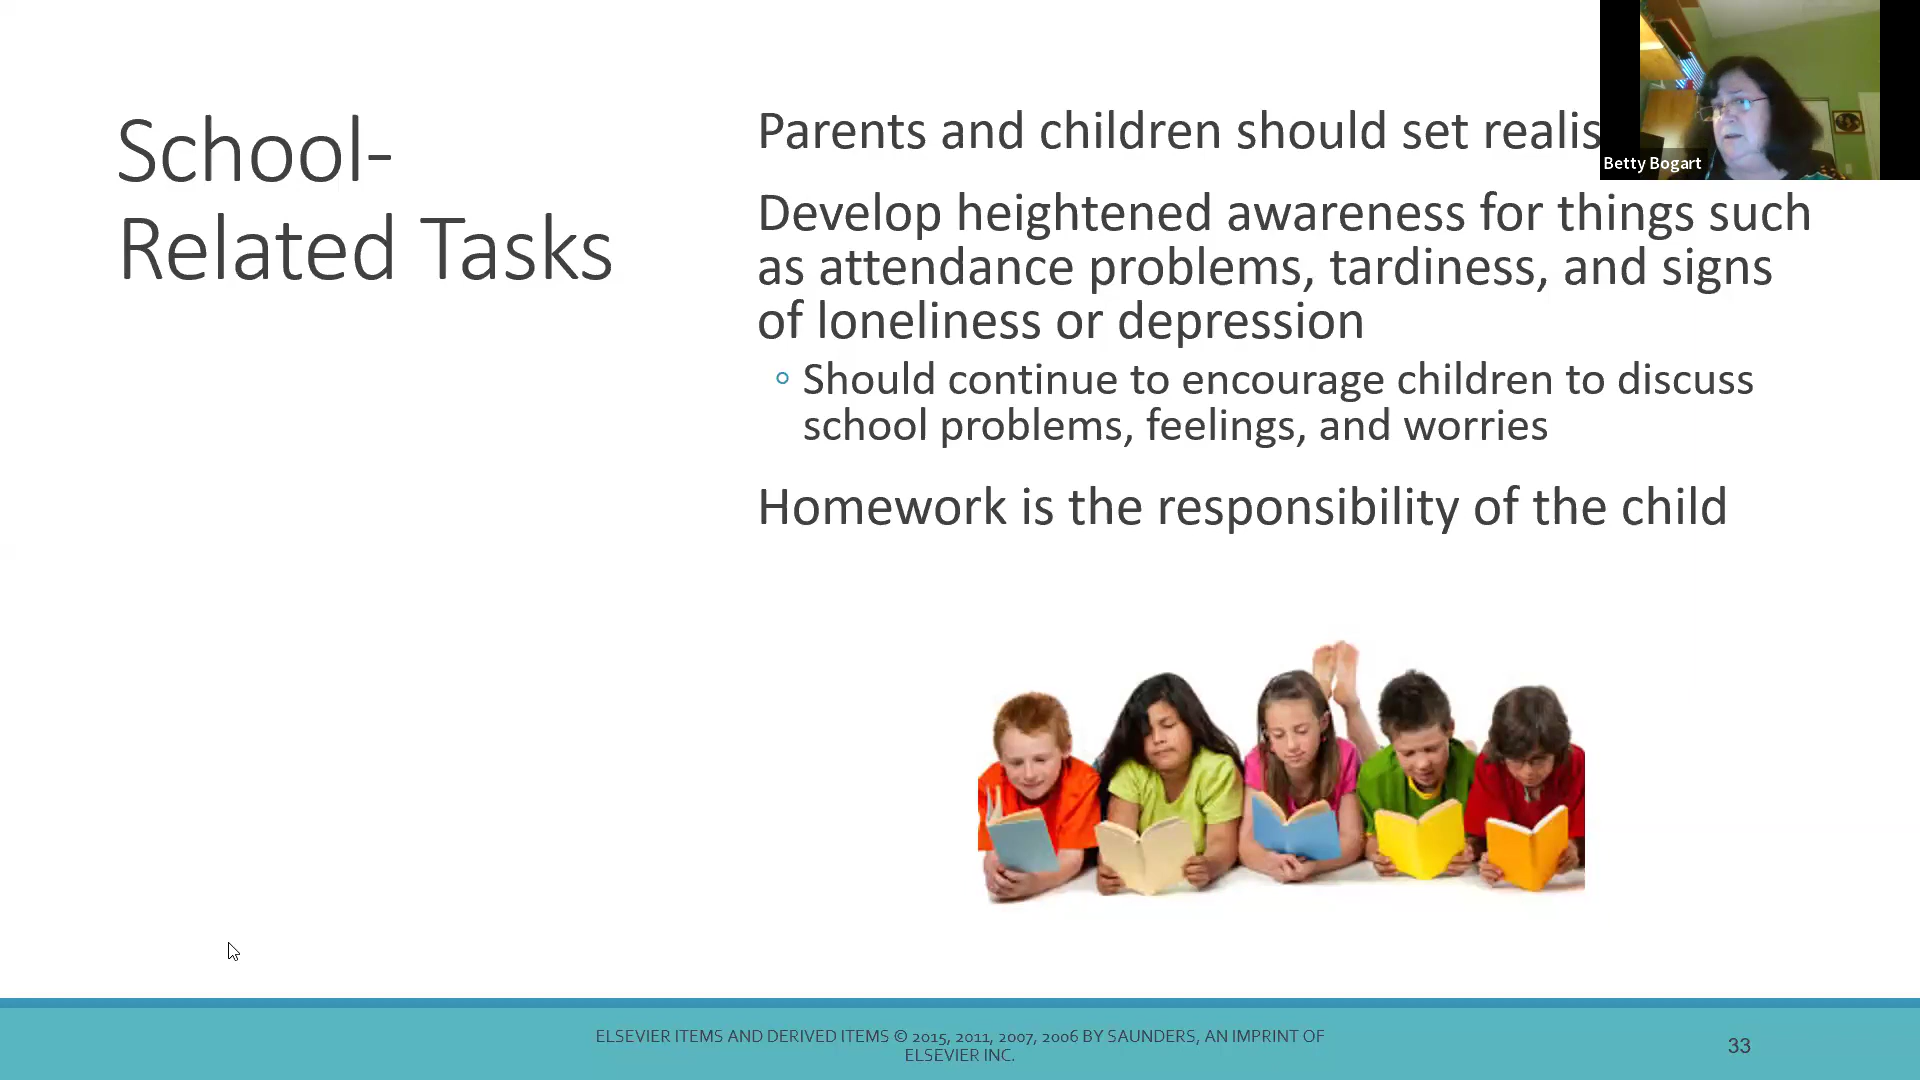 School-
Related Tasks
Parents and children should set
Develop heightened awareness for things such
as attendance problems, tardiness, and signs
of loneliness or depression
Should continue to encourage children to discuss
school problems, feelings, and worries
Homework is the responsibility of the child
Betty Bogart
ELSEVIER ITEMS AND DERIVED ITEMS © 2015, 2011, 2007, 2006 BY SAUNDERS, AN IMPRINT OF
ELSEVIER INC.
33